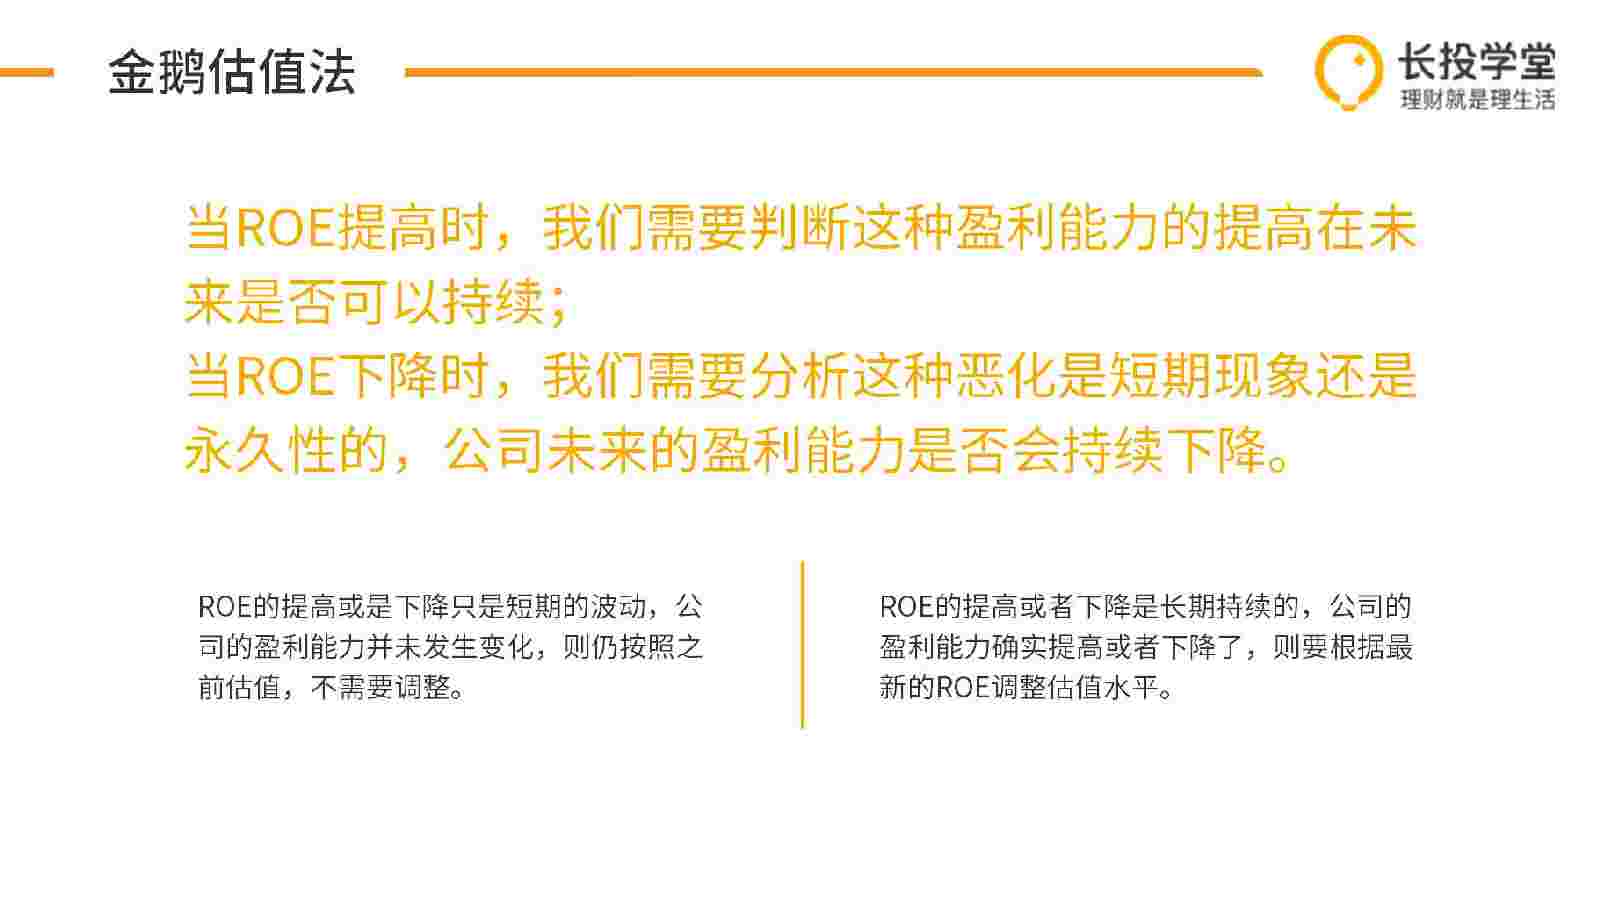 金鹅估值法
长投学堂
理财就是理生活
当ROE提高时，我们需要判断这种盈利能力的提高在未
来是否可以持续；
当ROE下降时，我们需要分析这种恶化是短期现象还是
永久性的，公司未来的盈利能力是否会持续下降。
ROE的提高或是下降只是短期的波动，公
司的盈利能力并未发生变化，则仍按照之
前估值，不需要调整。
ROE的提高或者下降是长期持续的，公司的
盈利能力确实提高或者下降了，则要根据最
新的ROE调整估值水平。